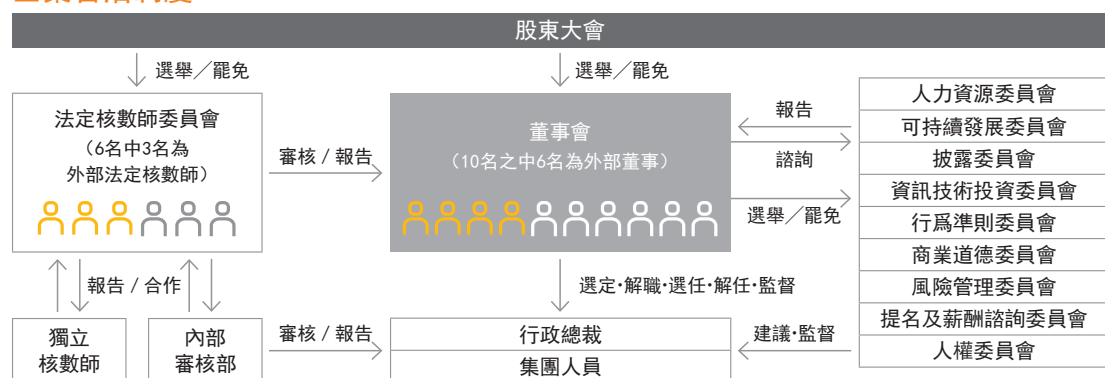 股東大會
選舉／罷免
選舉／罷免
法定核數師委員會
（6名中3名為
外部法定核數師）
審核 / 報告
董事會
（10名之中6名為外部董事）
報告
諮詢
選舉／罷免
人力資源委員會
可持續發展委員會
披露委員會
資訊技術投資委員會
行爲準則委員會
商業道德委員會
風險管理委員會
提名及薪酬諮詢委員會
人權委員會
報告 / 合作
選定·解職·選任·解任·監督
獨立
核數師
內部
審核部
審核 / 報告
行政總裁
集團人員
建議·監督